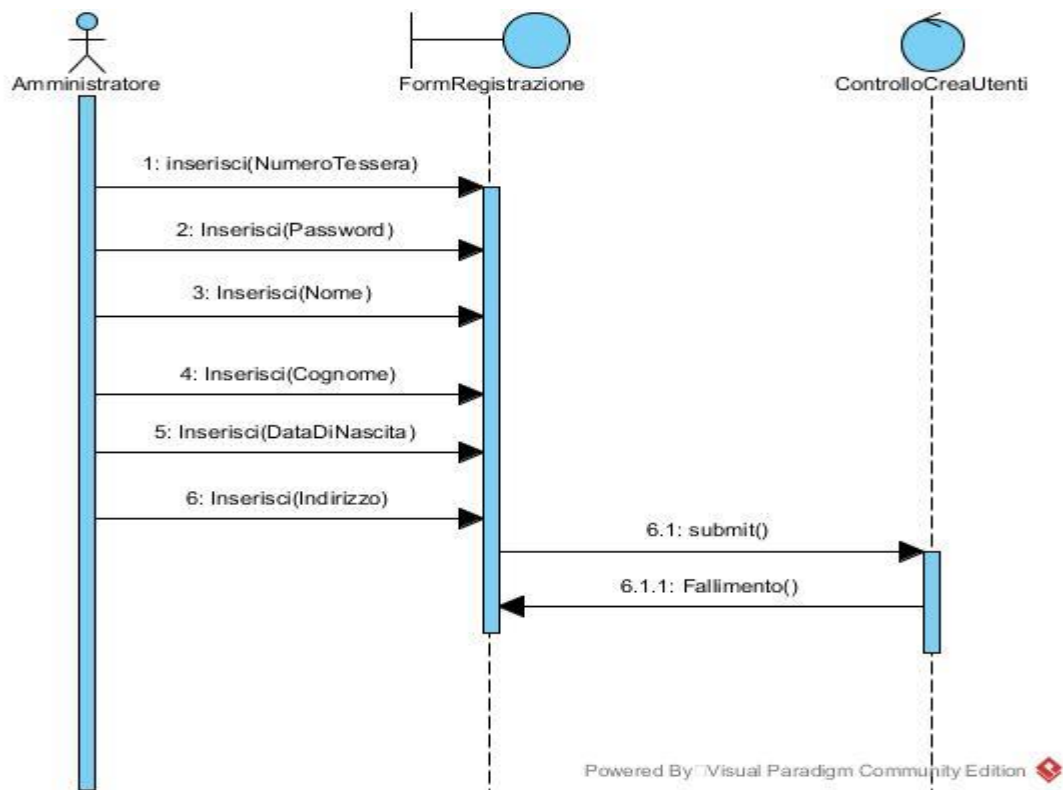 Amministratore
FormRegistrazione
ControlloCreaUtenti
1: inserisci(NumeroTessera)
2: Inserisci(Password)
3: Inserisci(Nome)
4: Inserisci(Cognome)
5: Inserisci(DataDiNascita)
6: Inserisci(Indirizzo)
6.1: submit()
6.1.1: Fallimento()
Powered By Visual Paradigm Community Edition